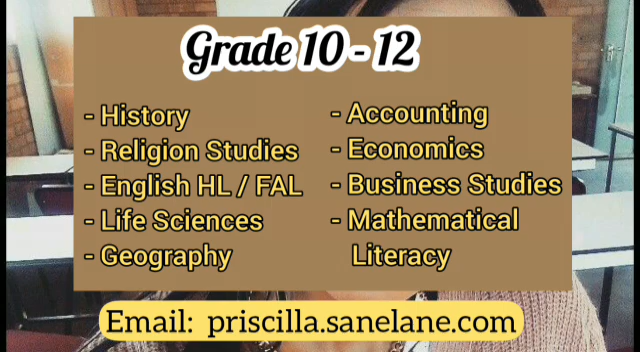 Grade 10 - 12
- History
- Religion Studies
- English HL / FAL
- Life Sciences
- Geography
- Accounting
- Economics
- Business Studies
- Mathematical
Literacy
Email: priscilla.sanelane.com